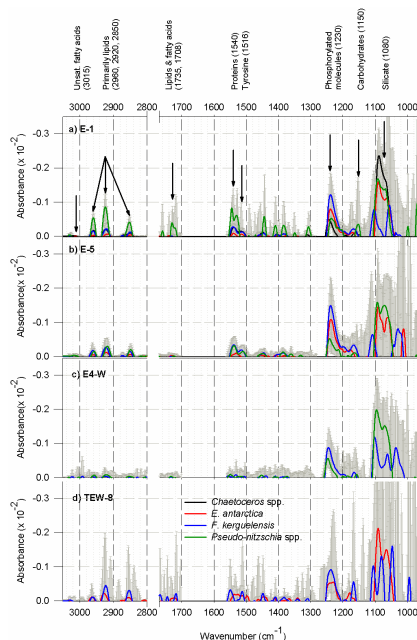 Unsat. fatty acids
(3015)
Primarily lipids
(2960, 2920, 2850)
Lipids & fatty acids
(1735, 1708)
Proteins (1540)
Tyrosine (1516)
Phosphorylated
molecules (1230)
Carbohydrates (1150)
Silicate (1080)
3000 2900 2800 1700 1600 1500 1400 1300 1200 1100 1000
a) E-1
Absorbance (x 10⁻²)
-0.3
-0.2
-0.1
0.0
b) E-5
Absorbance(x 10⁻²)
-0.3
-0.2
-0.1
0.0
c) E4-W
Absorbance(x 10⁻²)
-0.3
-0.2
-0.1
0.0
d) TEW-8
Absorbance(x 10⁻²)
-0.3
-0.2
-0.1
0.0
Chaetoceros spp.
E. antarctica
F. kerguelensis
Pseudo-nitzschia spp.
3000 2900 2800 1700 1600 1500 1400 1300 1200 1100 1000
Wavenumber (cm⁻¹)